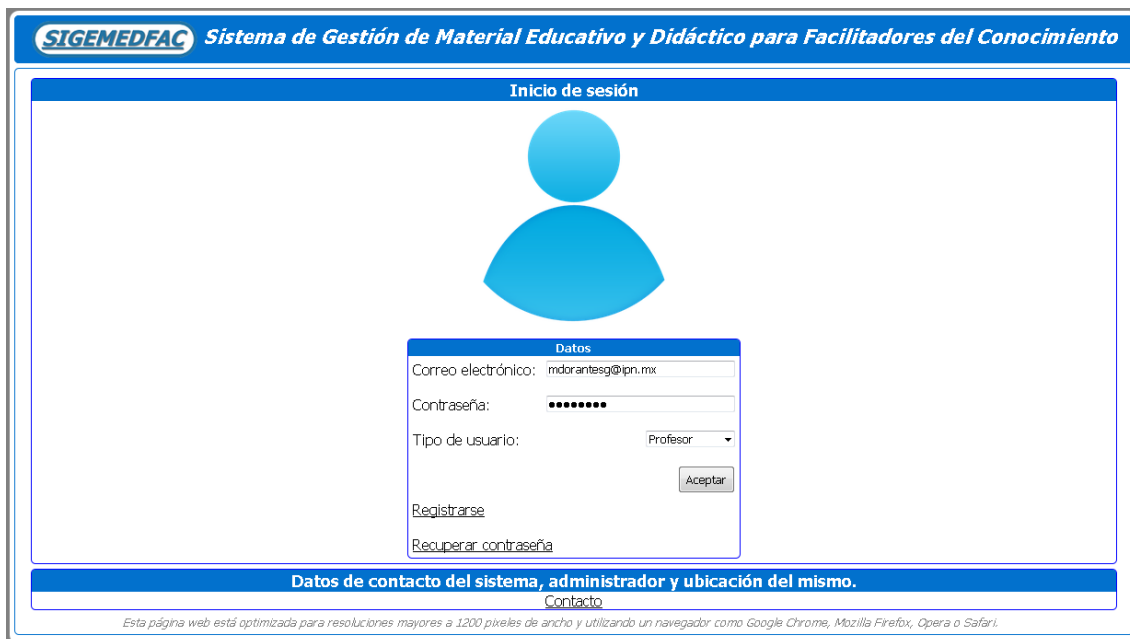 SIGEMEDFAC Sistema de Gestión de Material Educativo y Didáctico para Facilitadores del Conocimiento
Inicio de sesión
Datos
Correo electrónico: mdorantesg@ipn.mx
Contraseña: ••••••••
Tipo de usuario: Profesor
Aceptar
Registrarse
Recuperar contraseña
Datos de contacto del sistema, administrador y ubicación del mismo.
Contacto
Esta página web está optimizada para resoluciones mayores a 1200 pixeles de ancho y utilizando un navegador como Google Chrome, Mozilla Firefox, Opera o Safari.